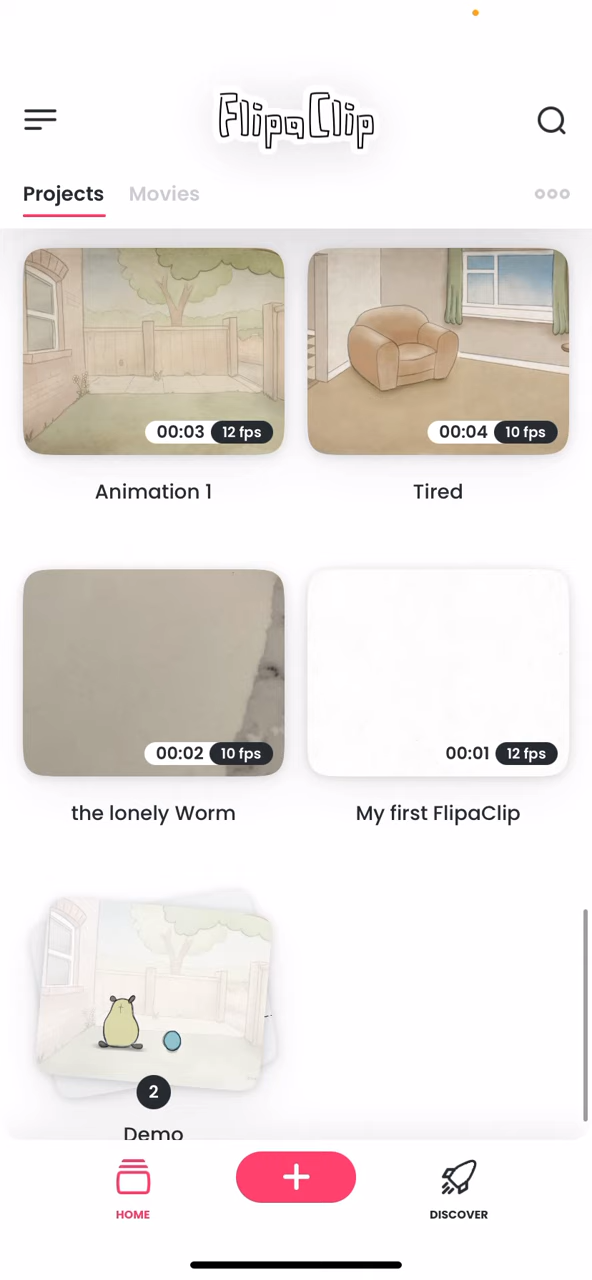 FlipaClip
Projects Movies
00:03 12 fps
00:04 10 fps
Animation 1
Tired
00:02 10 fps
00:01 12 fps
the lonely Worm
My first FlipaClip
2
Demo
HOME
DISCOVER